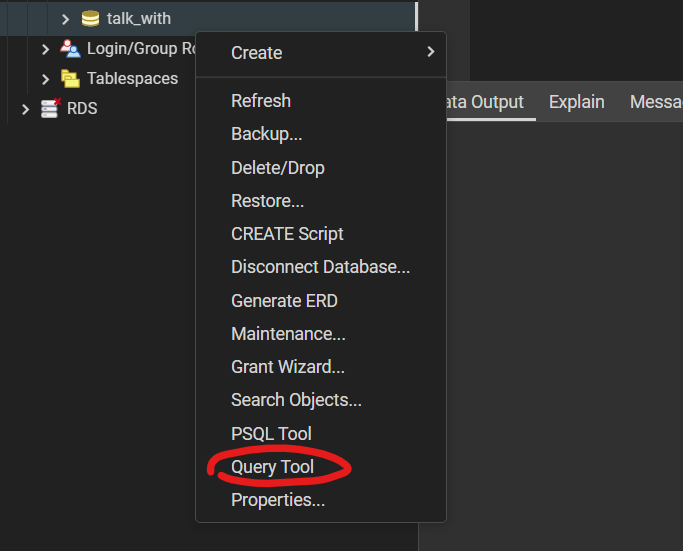 talk_with
Login/Group Ro
Tablespaces
RDS
Create
Refresh
Backup...
Delete/Drop
Restore...
CREATE Script
Disconnect Database...
Generate ERD
Maintenance...
Grant Wizard...
Search Objects...
PSQL Tool
Query Tool
Properties...
ata Output Explain Messa